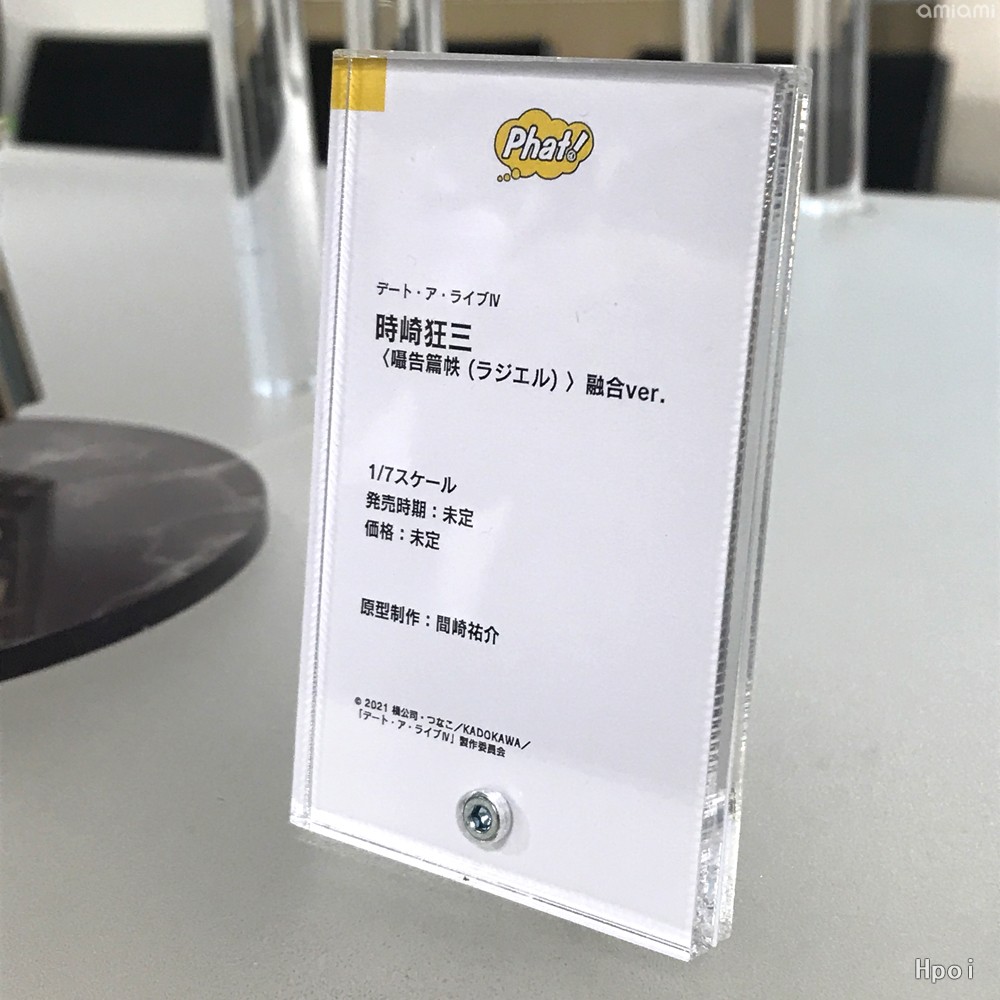 amiami
Phat!
デート・ア・ライブⅣ
時崎狂三
〈囁告篇帙 (ラジエル) 〉融合ver.
1/7スケール
発売時期：未定
価格：未定
原型制作：間崎祐介
© 2021 橘公司・つなこ／KADOKAWA／
「デート・ア・ライブⅣ」製作委員会
Hpoi